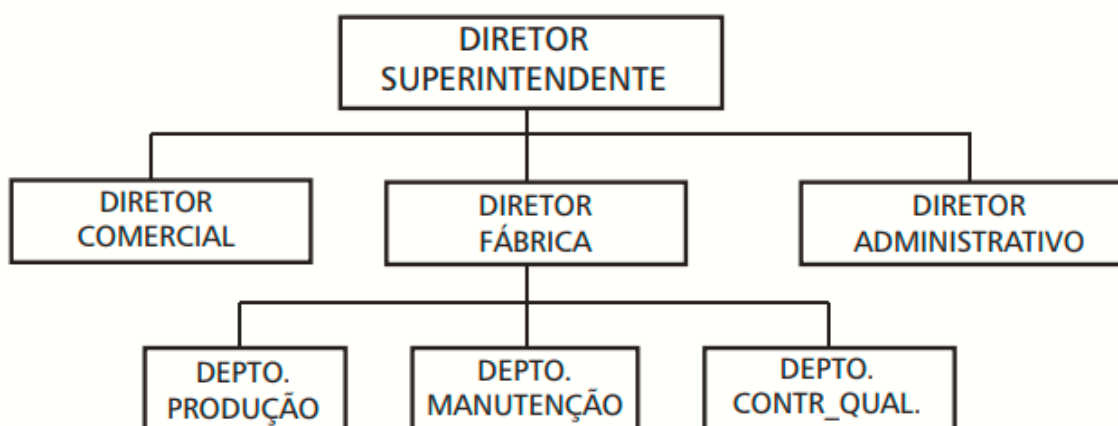 DIRETOR
SUPERINTENDENTE
DIRETOR
COMERCIAL
DIRETOR
FÁBRICA
DIRETOR
ADMINISTRATIVO
DEPTO.
PRODUÇÃO
DEPTO.
MANUTENÇÃO
DEPTO.
CONTR_QUAL.